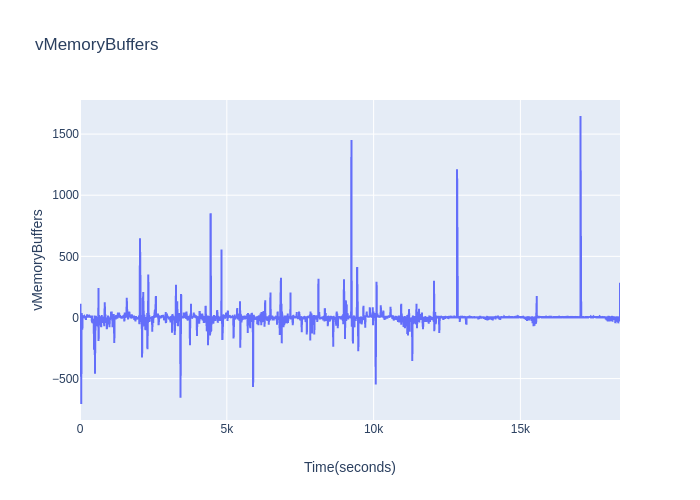 vMemoryBuffers
1500
1000
500
0
−500
vMemoryBuffers
0
5k
10k
15k
Time(seconds)